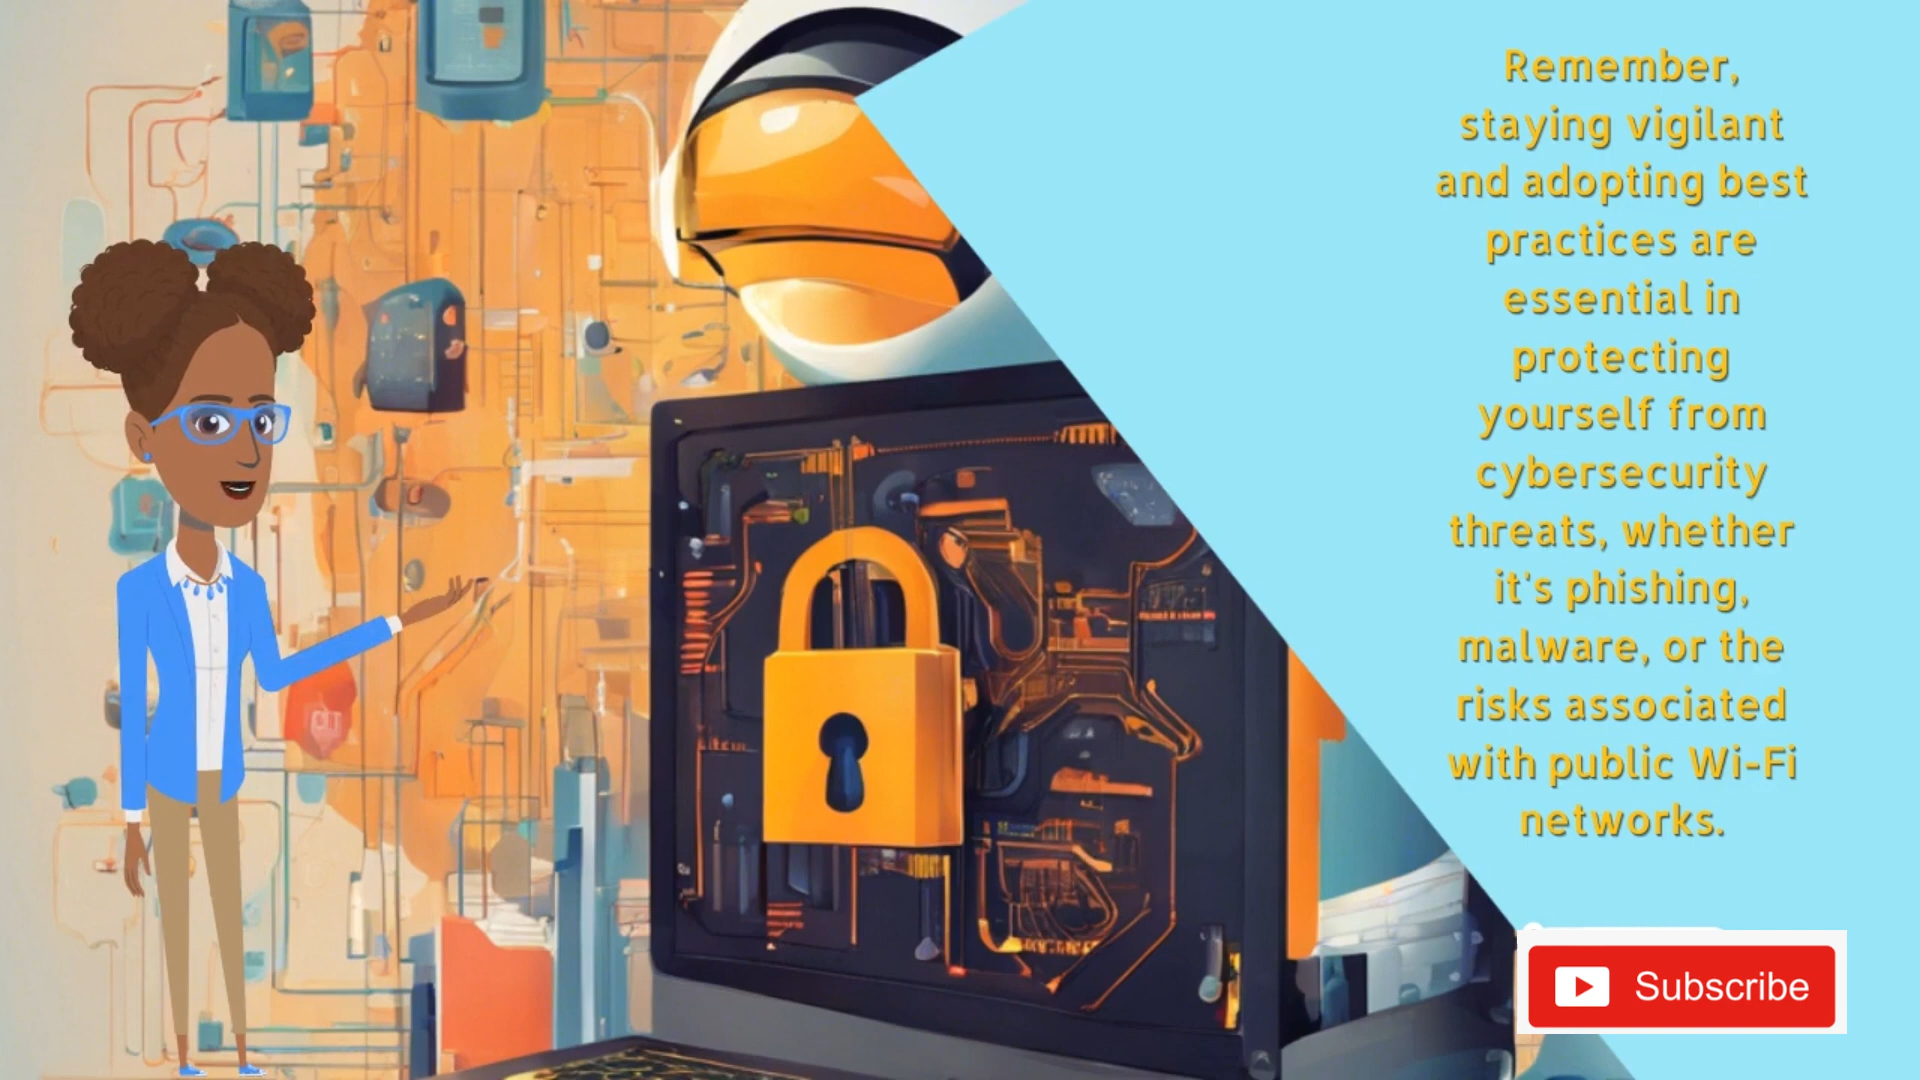 Remember,
staying vigilant
and adopting best
practices are
essential in
protecting
yourself from
cybersecurity
threats, whether
it's phishing,
malware, or the
risks associated
with public Wi-Fi
networks.
Subscribe